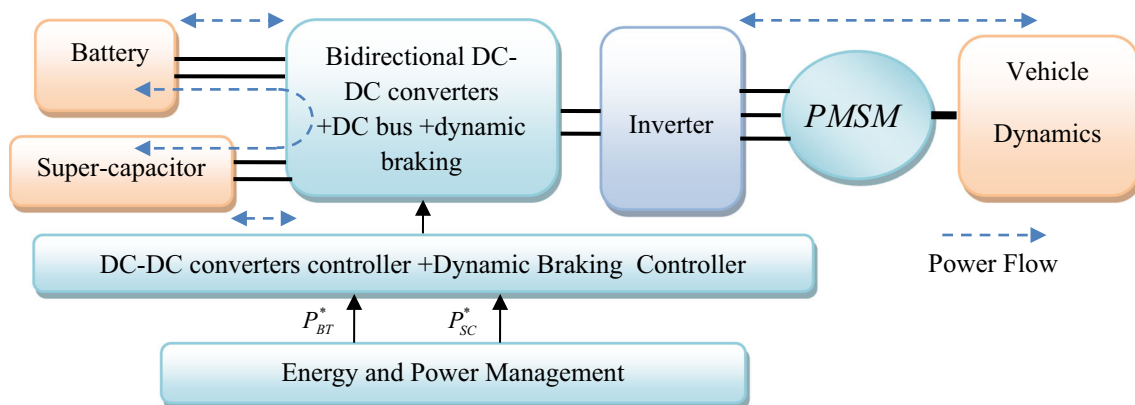 Battery
Super-capacitor
Bidirectional DC-
DC converters
+DC bus +dynamic
braking
Inverter
PMSM
Vehicle
Dynamics
Power Flow
DC-DC converters controller +Dynamic Braking Controller
P*BT
P*SC
Energy and Power Management